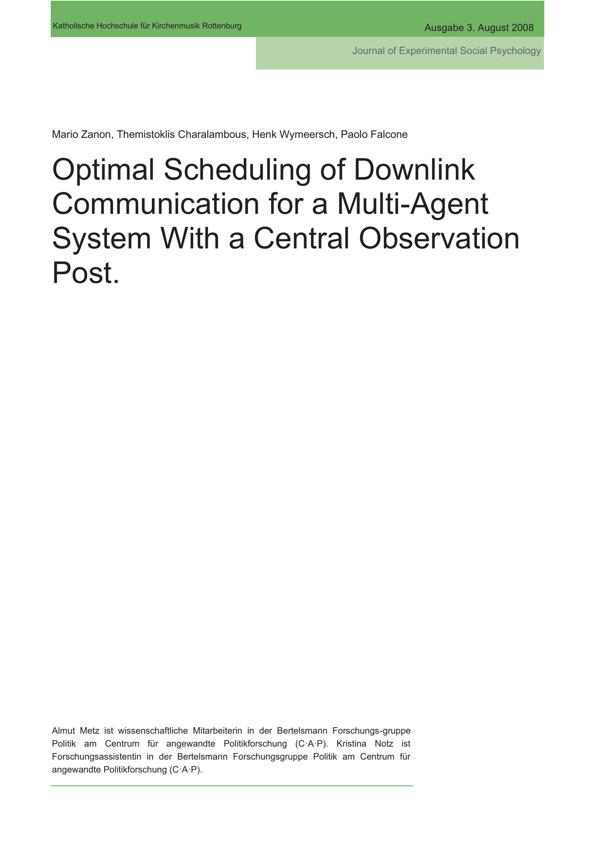 Katholische Hochschule für Kirchenmusik Rottenburg
Ausgabe 3. August 2008
Journal of Experimental Social Psychology
Mario Zanon, Themistoklis Charalambous, Henk Wymeersch, Paolo Falcone
Optimal Scheduling of Downlink
Communication for a Multi-Agent
System With a Central Observation
Post.
Almut Metz ist wissenschaftliche Mitarbeiterin in der Bertelsmann Forschungs-gruppe
Politik am Centrum für angewandte Politikforschung (C·A·P). Kristina Notz ist
Forschungsassistentin in der Bertelsmann Forschungsgruppe Politik am Centrum für
angewandte Politikforschung (C·A·P).